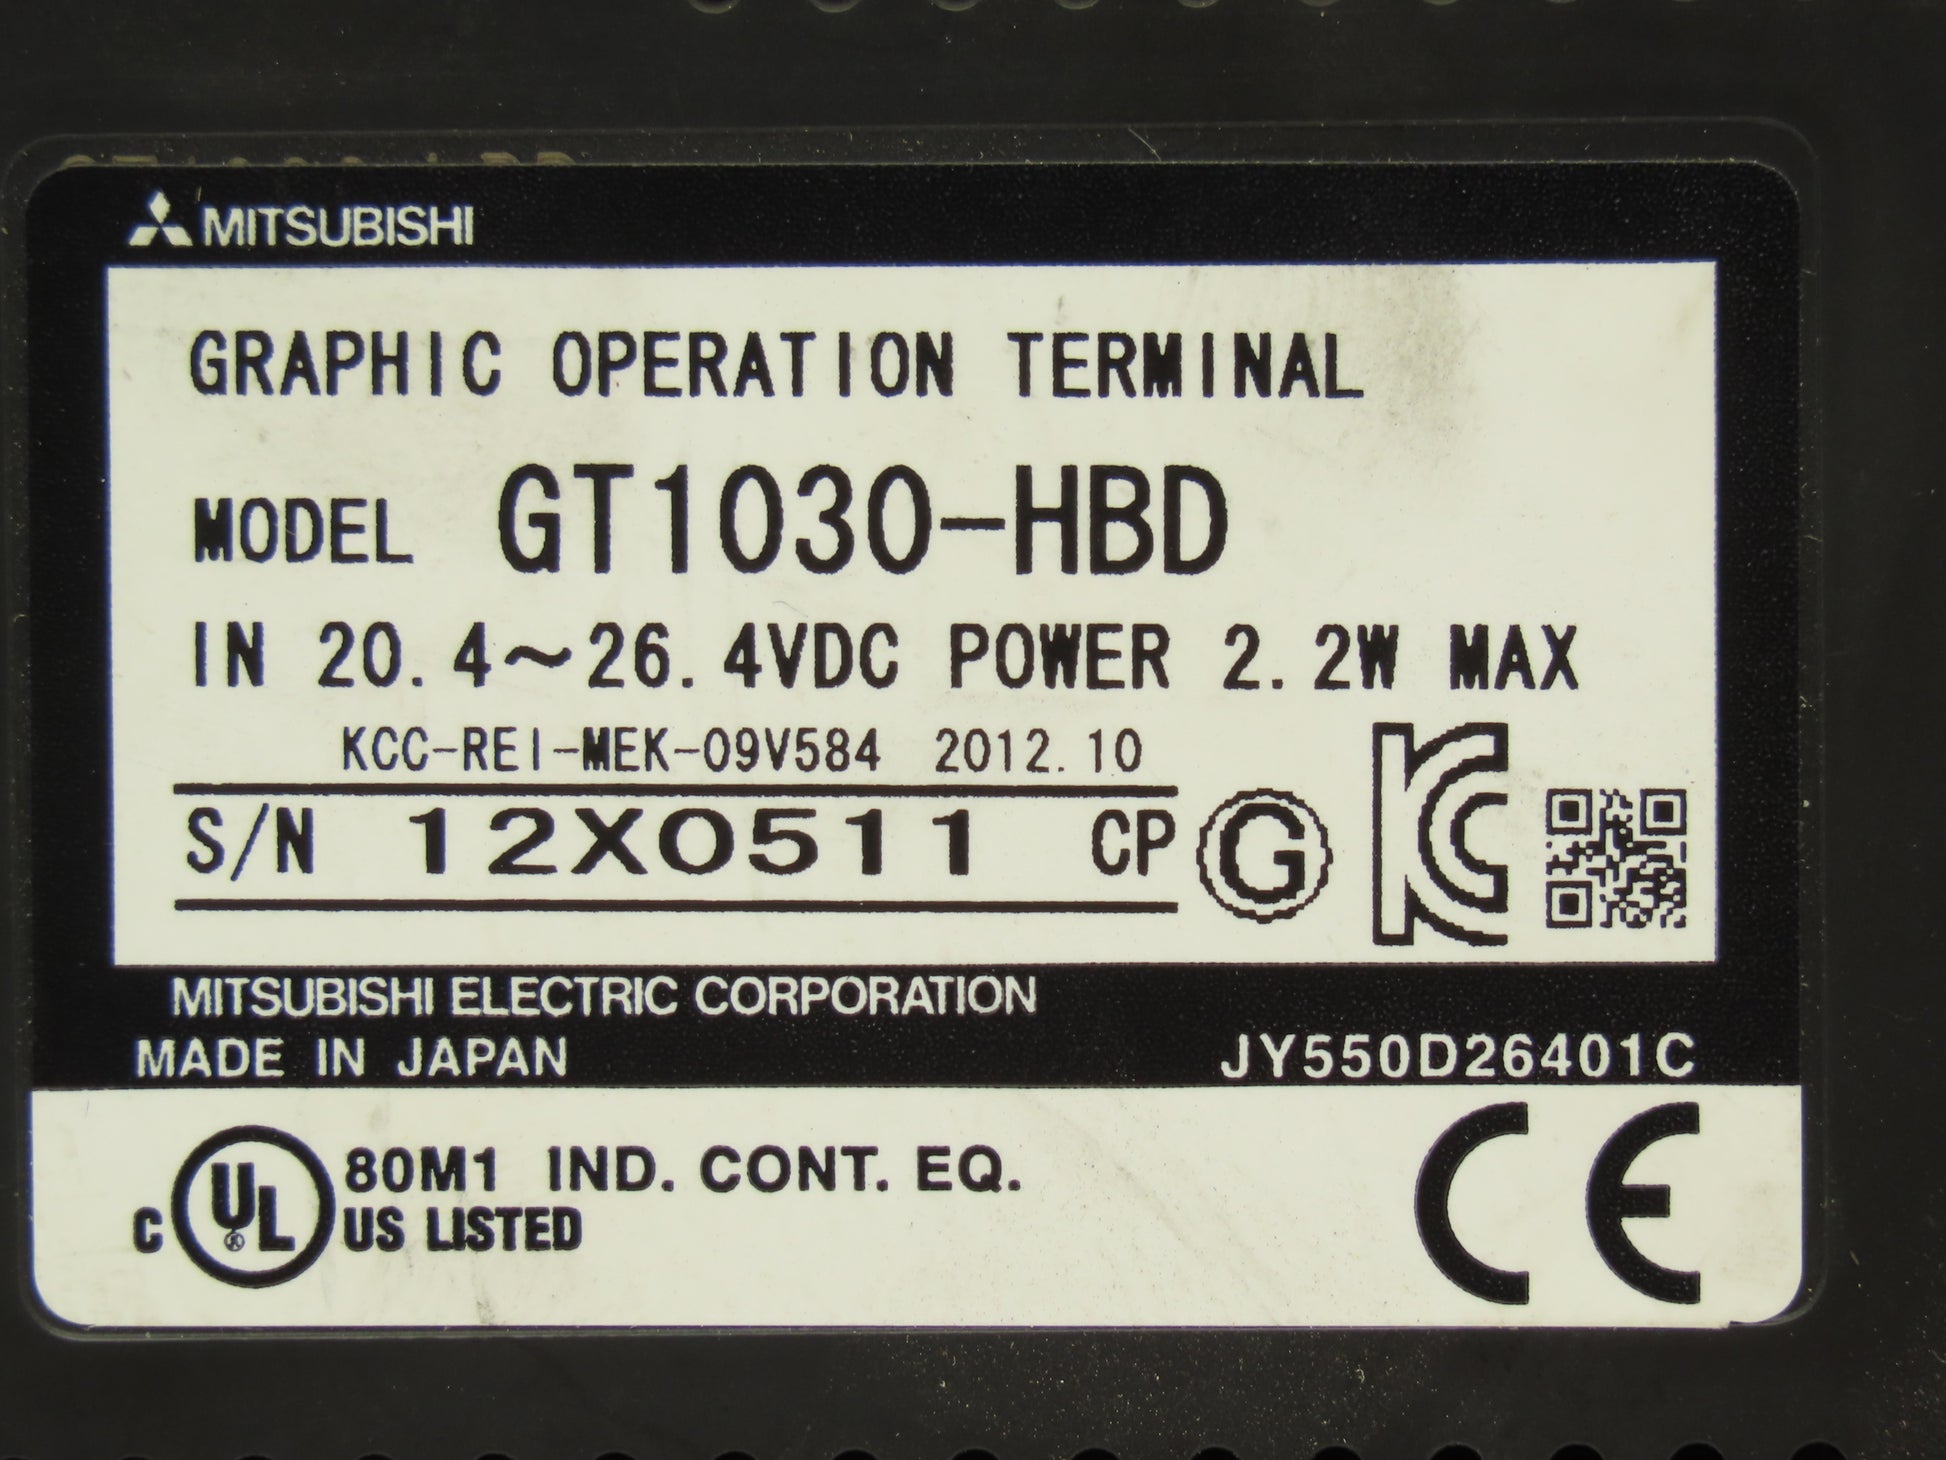 MITSUBISHI
GRAPHIC OPERATION TERMINAL
MODEL GT1030-HBD
IN 20.4~26.4VDC POWER 2.2W MAX
KCC-REI-MEK-09V584 2012.10
S/N 12X0511 CP G KC
MITSUBISHI ELECTRIC CORPORATION
MADE IN JAPAN JY550D26401C
C UL ® 80M1 IND. CONT. EQ.
US LISTED
CE